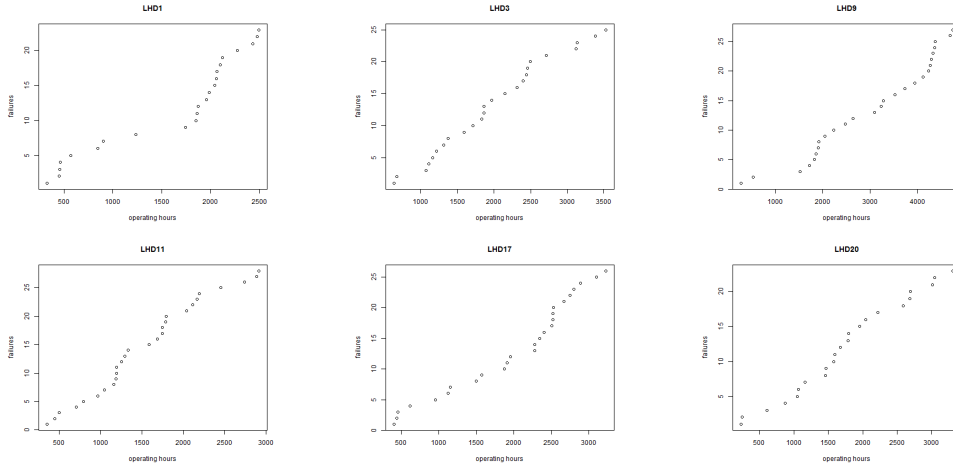 LHD1
failures
5 10 15 20
500 1000 1500 2000 2500
operating hours
LHD3
failures
5 10 15 20 25
1000 1500 2000 2500 3000 3500
operating hours
LHD9
failures
0 5 10 15 20 25
1000 2000 3000 4000
operating hours
LHD11
failures
0 5 10 15 20 25
500 1000 1500 2000 2500 3000
operating hours
LHD17
failures
0 5 10 15 20 25
500 1000 1500 2000 2500 3000
operating hours
LHD20
failures
5 10 15 20
500 1000 1500 2000 2500 3000
operating hours